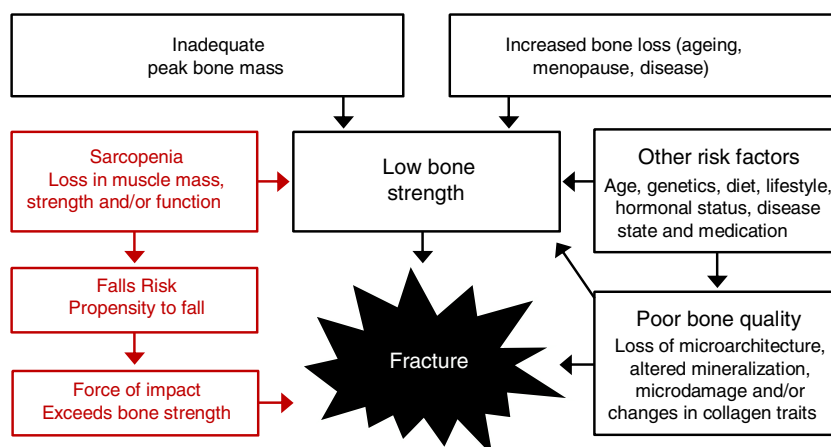 Inadequate
peak bone mass
Increased bone loss (ageing,
menopause, disease)
Sarcopenia
Loss in muscle mass,
strength and/or function
Low bone
strength
Other risk factors
Age, genetics, diet, lifestyle,
hormonal status, disease
state and medication
Falls Risk
Propensity to fall
Fracture
Poor bone quality
Loss of microarchitecture,
altered mineralization,
microdamage and/or
changes in collagen traits
Force of impact
Exceeds bone strength